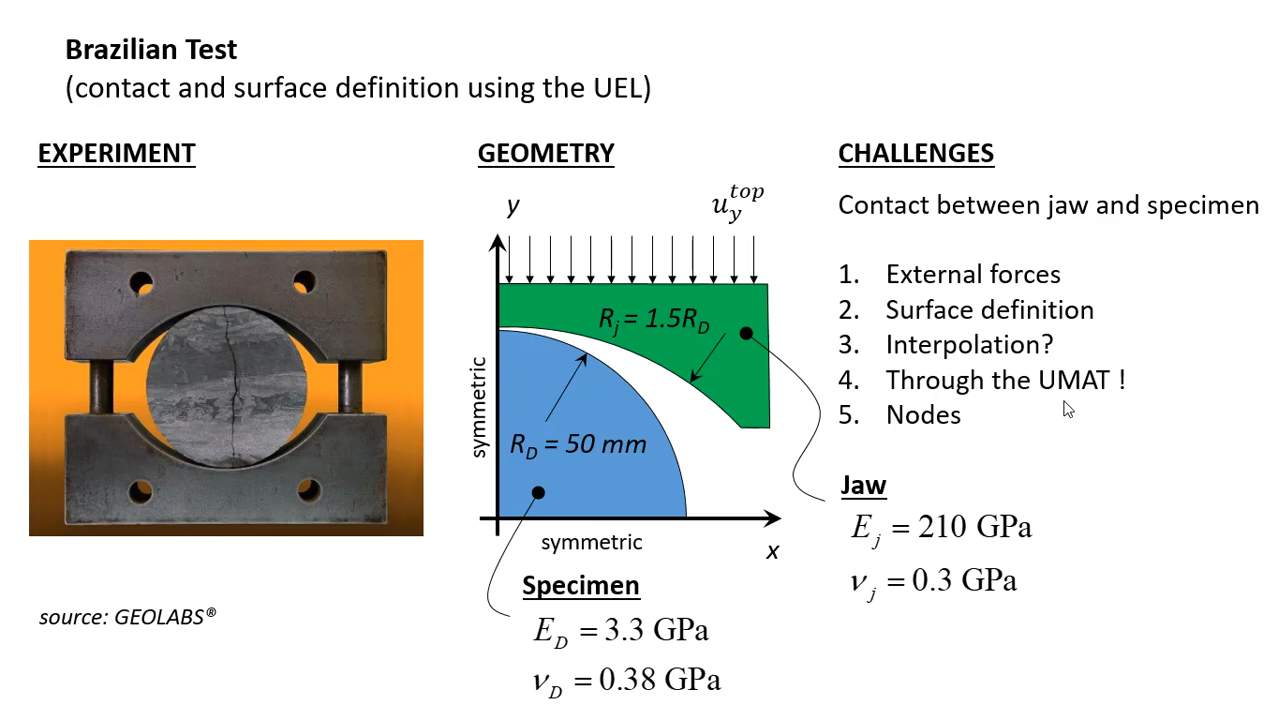 Brazilian Test
(contact and surface definition using the UEL)
EXPERIMENT
GEOMETRY
CHALLENGES
y
u_y^{top}
Contact between jaw and specimen
1. External forces
2. Surface definition
3. Interpolation?
4. Through the UMAT !
5. Nodes
R_j = 1.5R_D
symmetric
R_D = 50 mm
symmetric
x
Jaw
E_j = 210 GPa
ν_j = 0.3 GPa
Specimen
E_D = 3.3 GPa
ν_D = 0.38 GPa
source: GEOLABS®